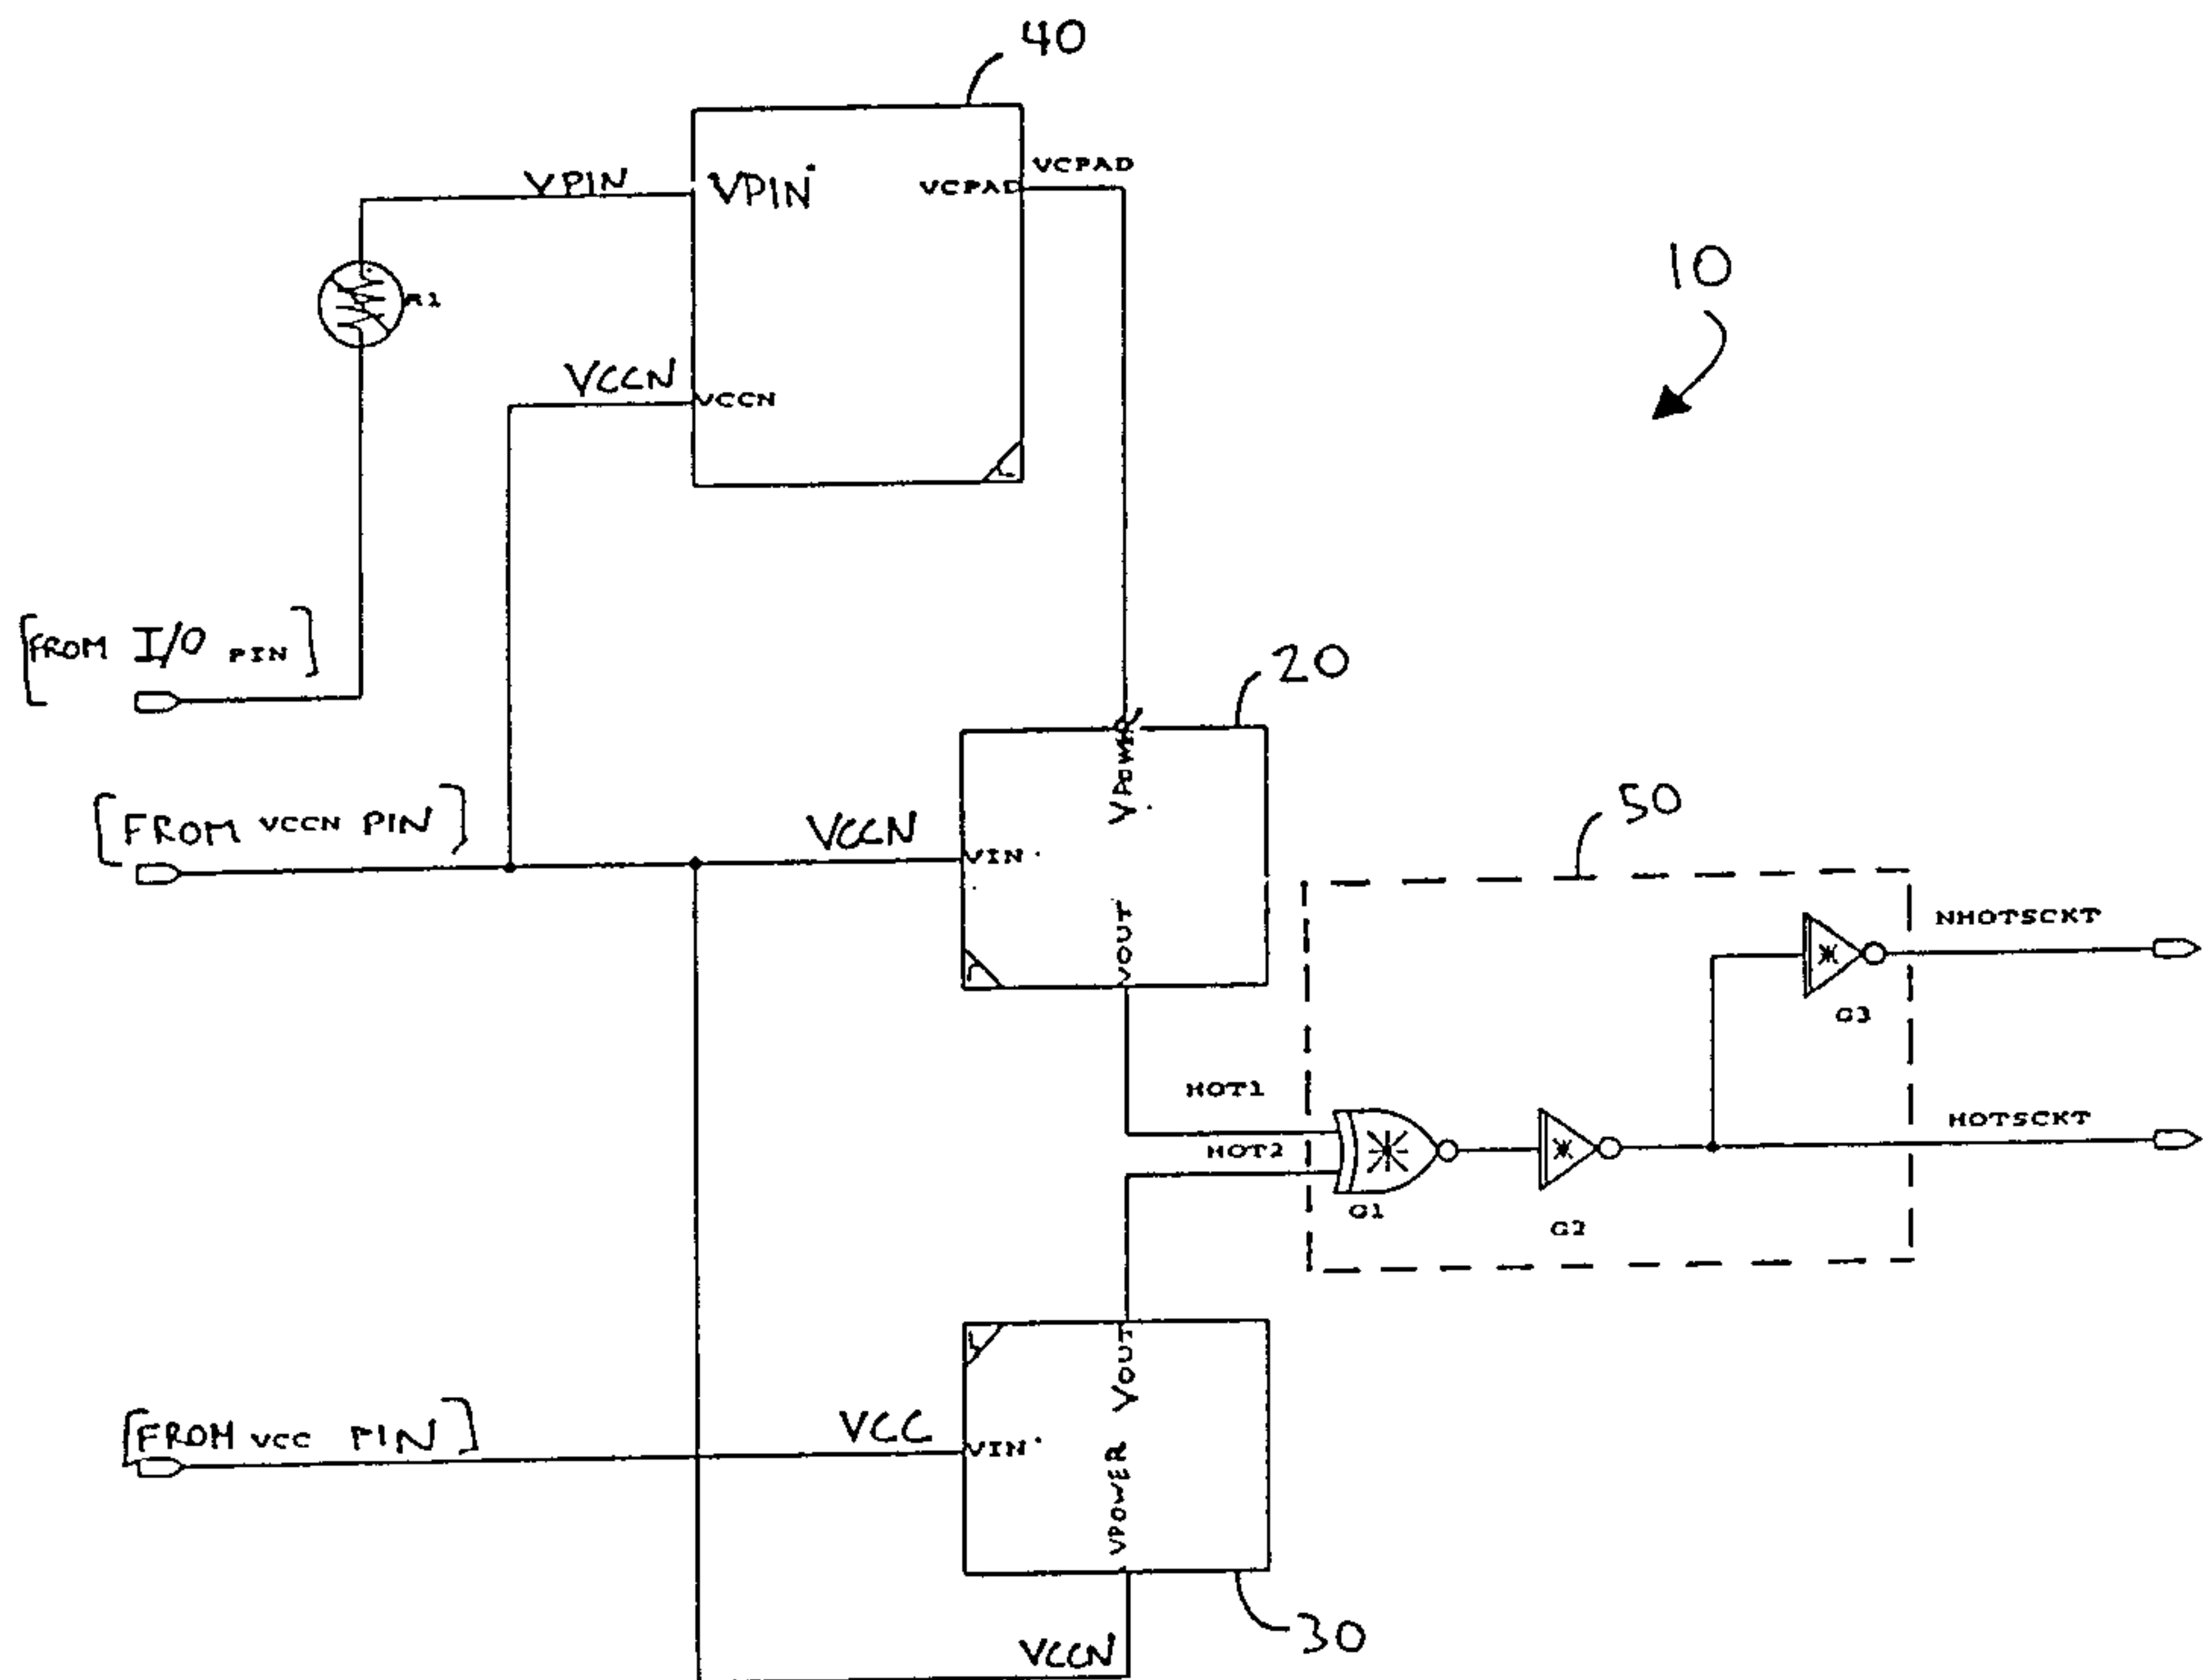 40
VPIN
VPIN
VCPAD
VCPAD
10
R1
VCCN
VCCN
[FROM I/O PIN]
20
VPOWER
[FROM VCCN PIN]
VCCN
VIN
50
VOUT
NHOTSCKT
G3
HOT1
HOT2
HOTSCKT
G1
G2
VOUT
[FROM VCC PIN]
VCC
VIN
VPOWER
30
VCCN